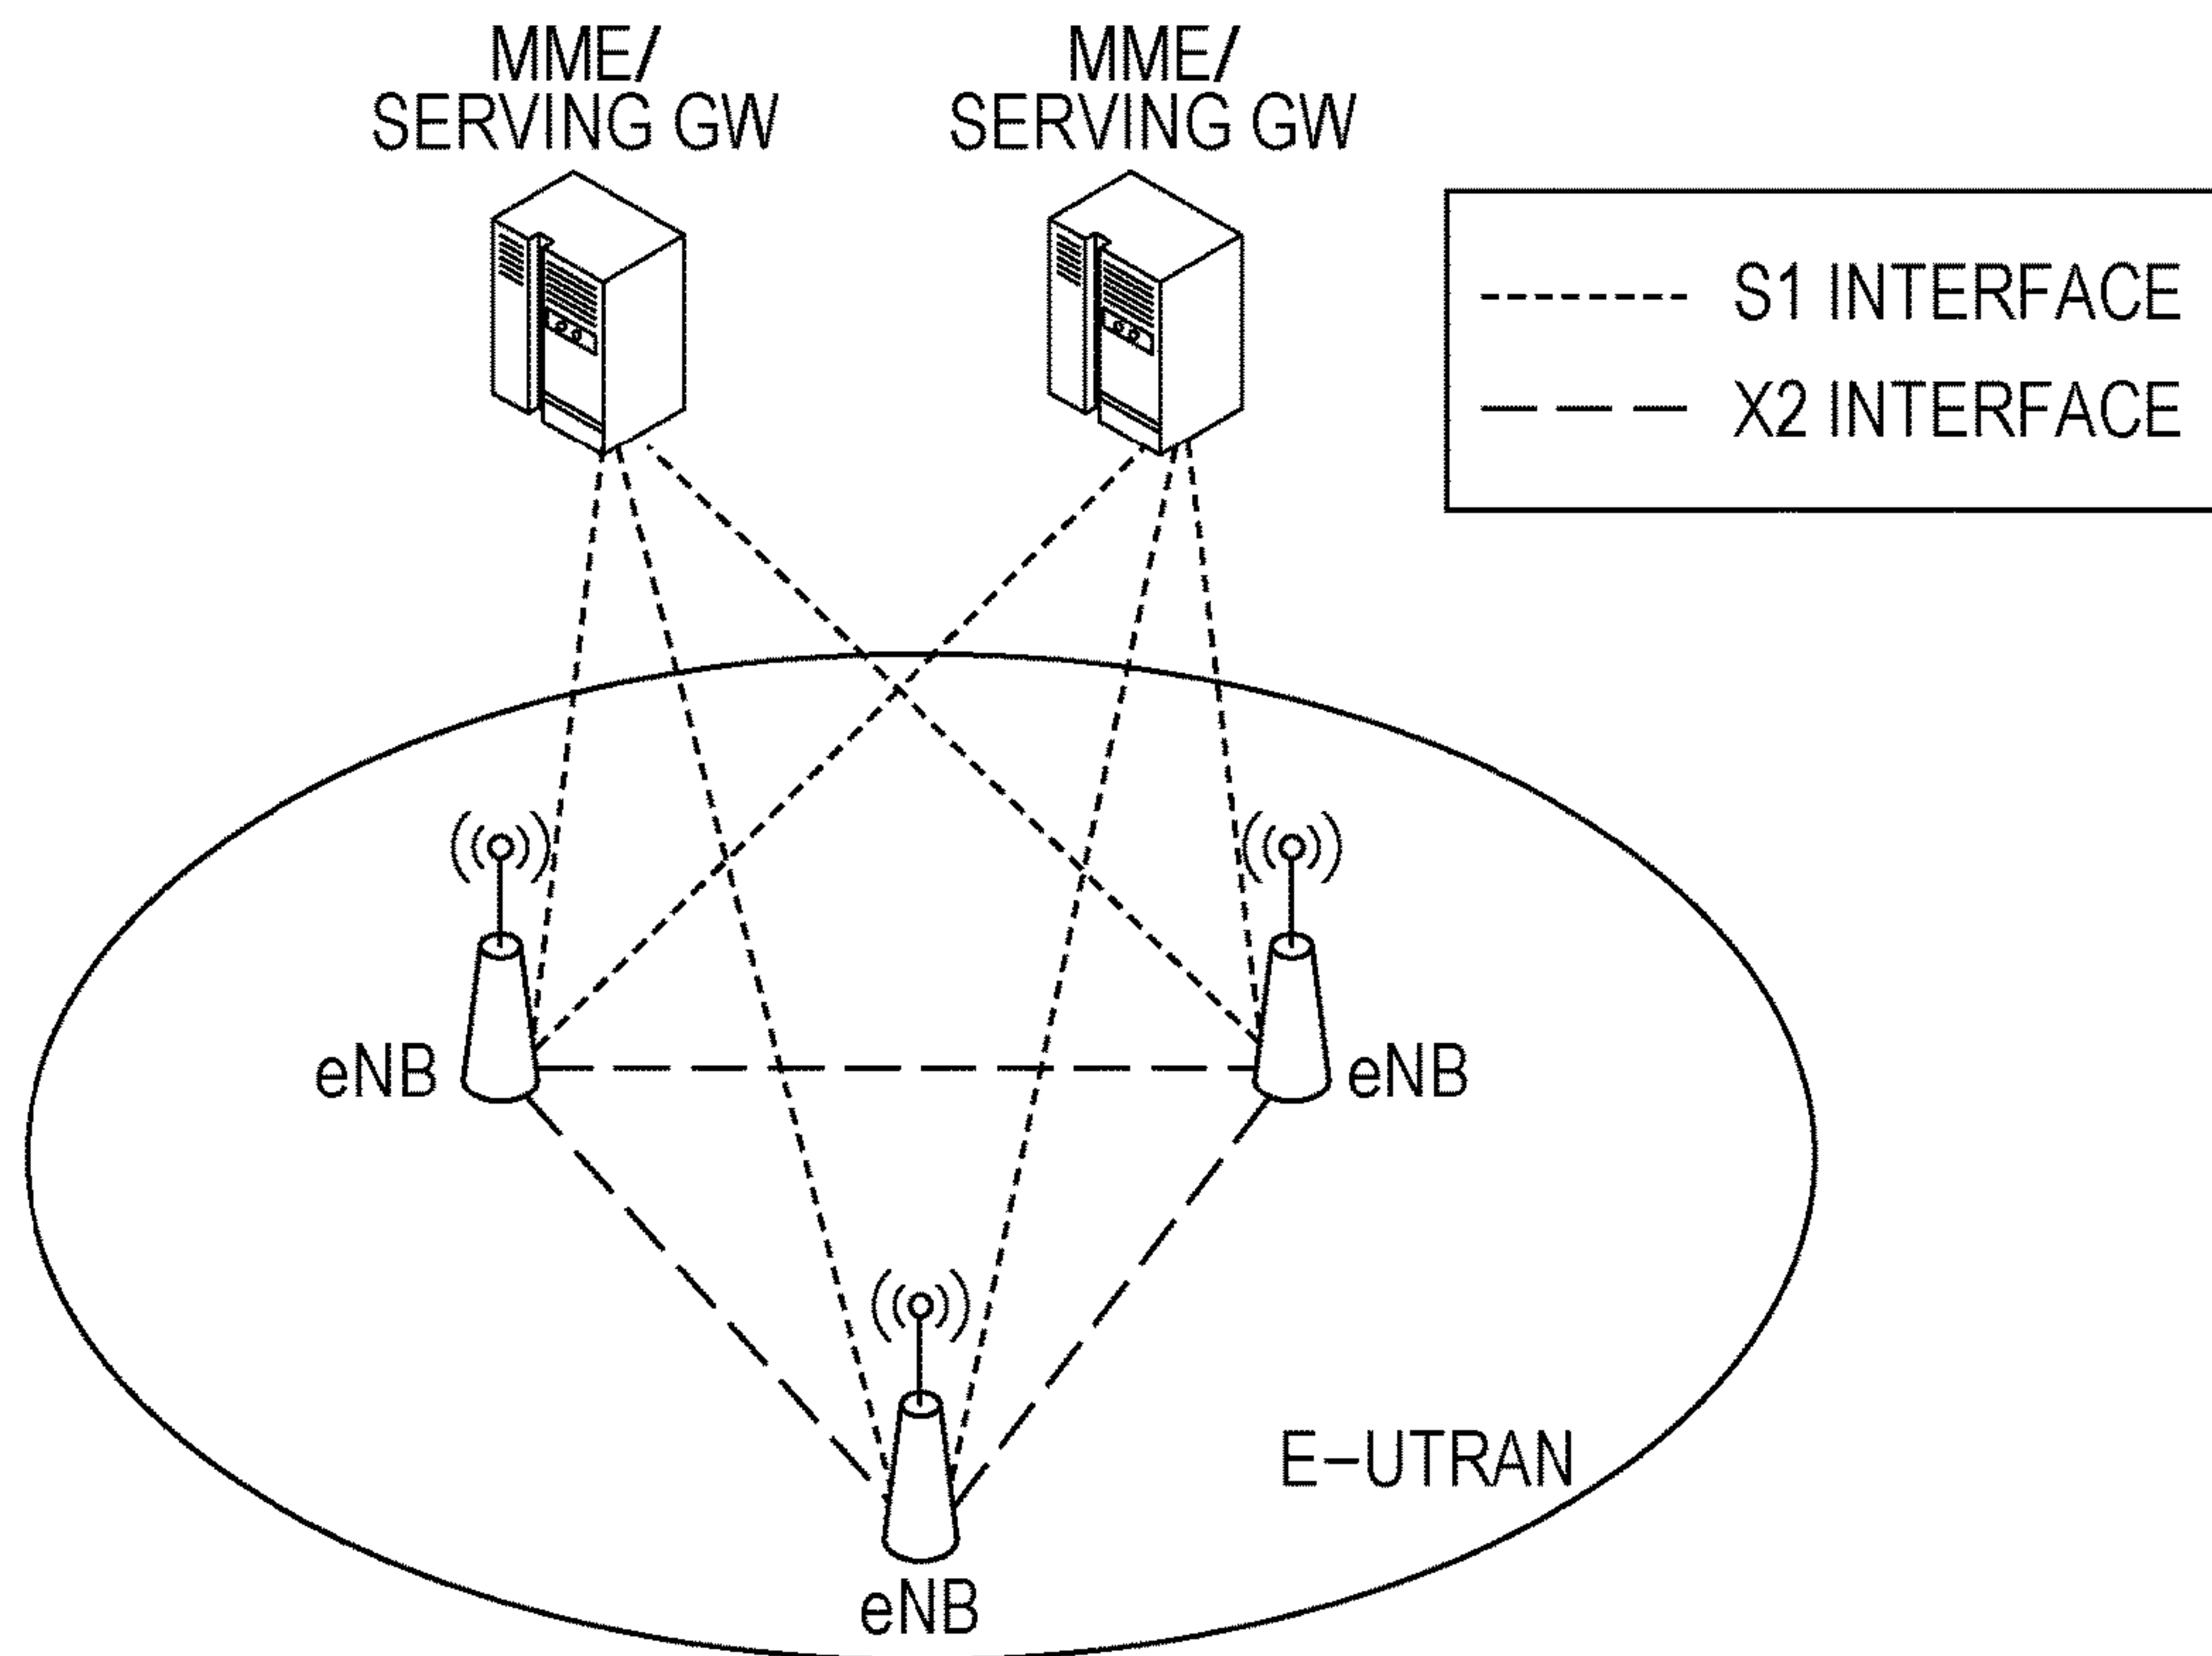 MME/
SERVING GW
MME/
SERVING GW
S1 INTERFACE
X2 INTERFACE
eNB
eNB
E-UTRAN
eNB